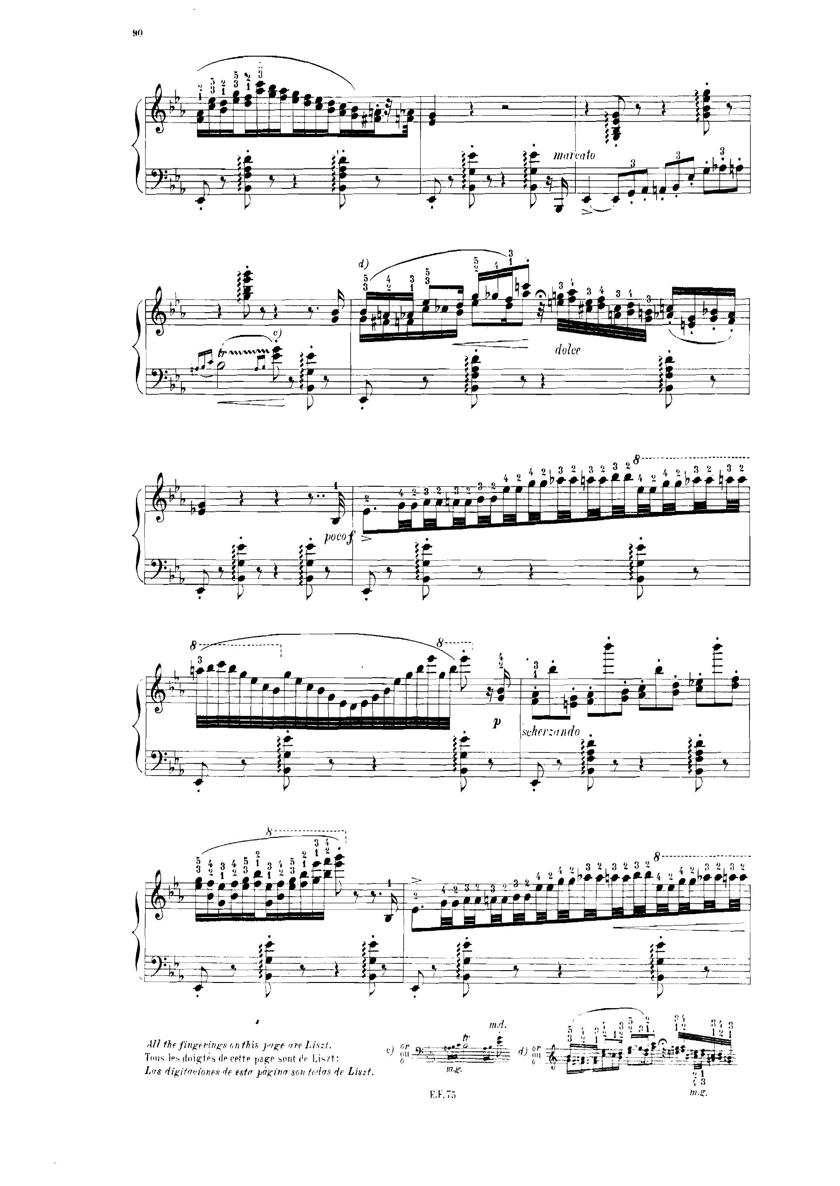 90
marcato
c)
tr
d)
dolce
poco f
8
8
8
p
scherzando
8
8
All the fingerings on this page are Liszt.
Tous les doigtés de cette page sont de Liszt:
Las digitaciones de esta página son todas de Liszt.
c) or
ou
o
tr
m.d.
m.g.
d) or
ou
o
m.g.
E.F. 75